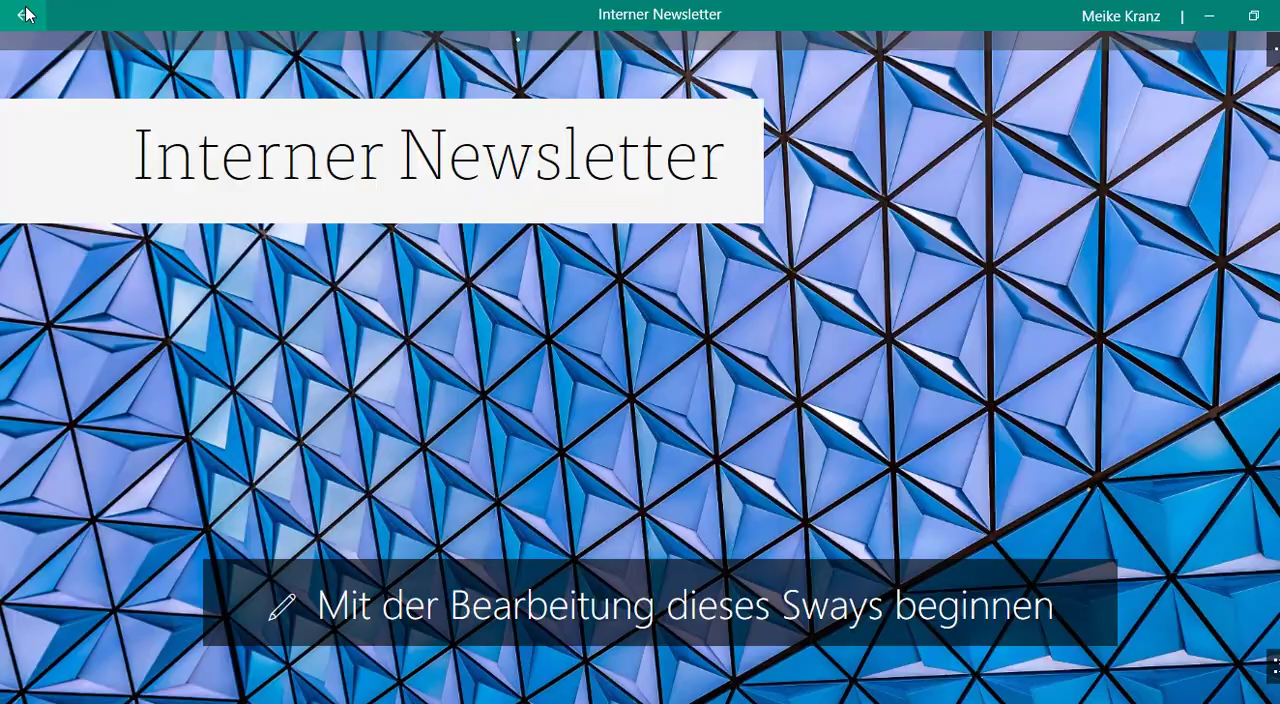 Interner Newsletter
Meike Kranz |
Interner Newsletter
Mit der Bearbeitung dieses Sways beginnen